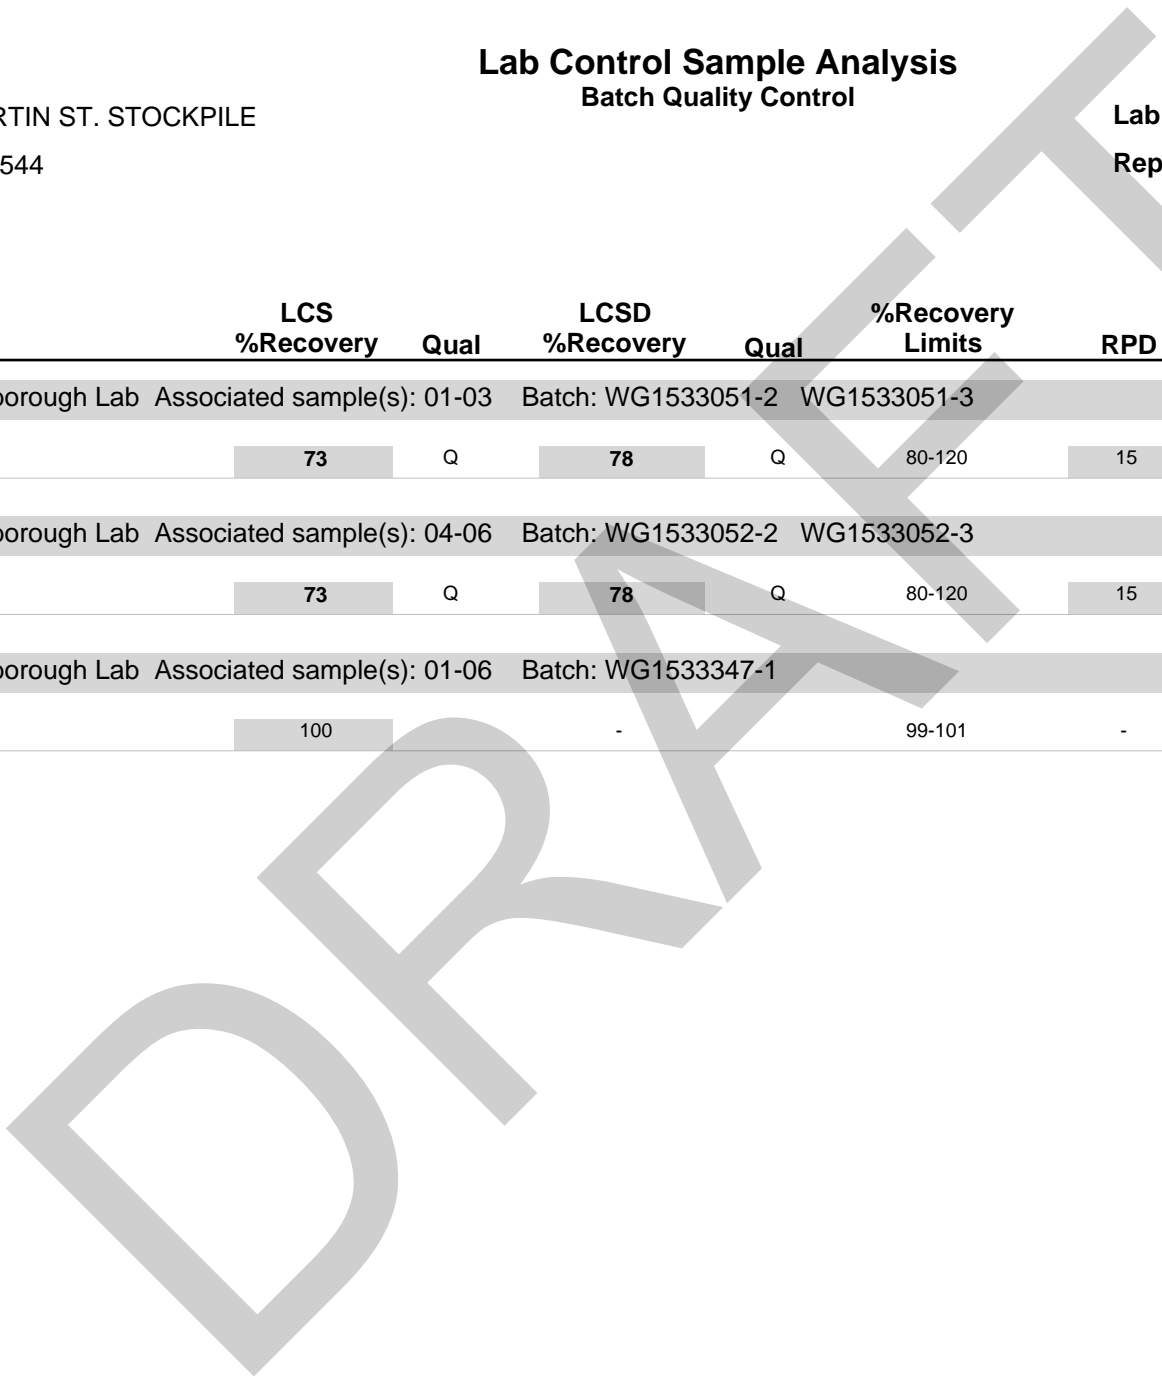 Lab Control Sample Analysis
Batch Quality Control
RTIN ST. STOCKPILE
Lab
544
Rep
LCS %Recovery Qual LCSD %Recovery Qual %Recovery Limits RPD
borough Lab Associated sample(s): 01-03 Batch: WG1533051-2 WG1533051-3
73 Q 78 Q 80-120 15
borough Lab Associated sample(s): 04-06 Batch: WG1533052-2 WG1533052-3
73 Q 78 Q 80-120 15
borough Lab Associated sample(s): 01-06 Batch: WG1533347-1
100 - 99-101 -
DRAFT